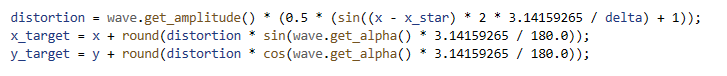 distortion = wave.get_amplitude() * (0.5 * (sin((x - x_star) * 2 * 3.14159265 / delta) + 1));
x_target = x + round(distortion * sin(wave.get_alpha() * 3.14159265 / 180.0));
y_target = y + round(distortion * cos(wave.get_alpha() * 3.14159265 / 180.0));